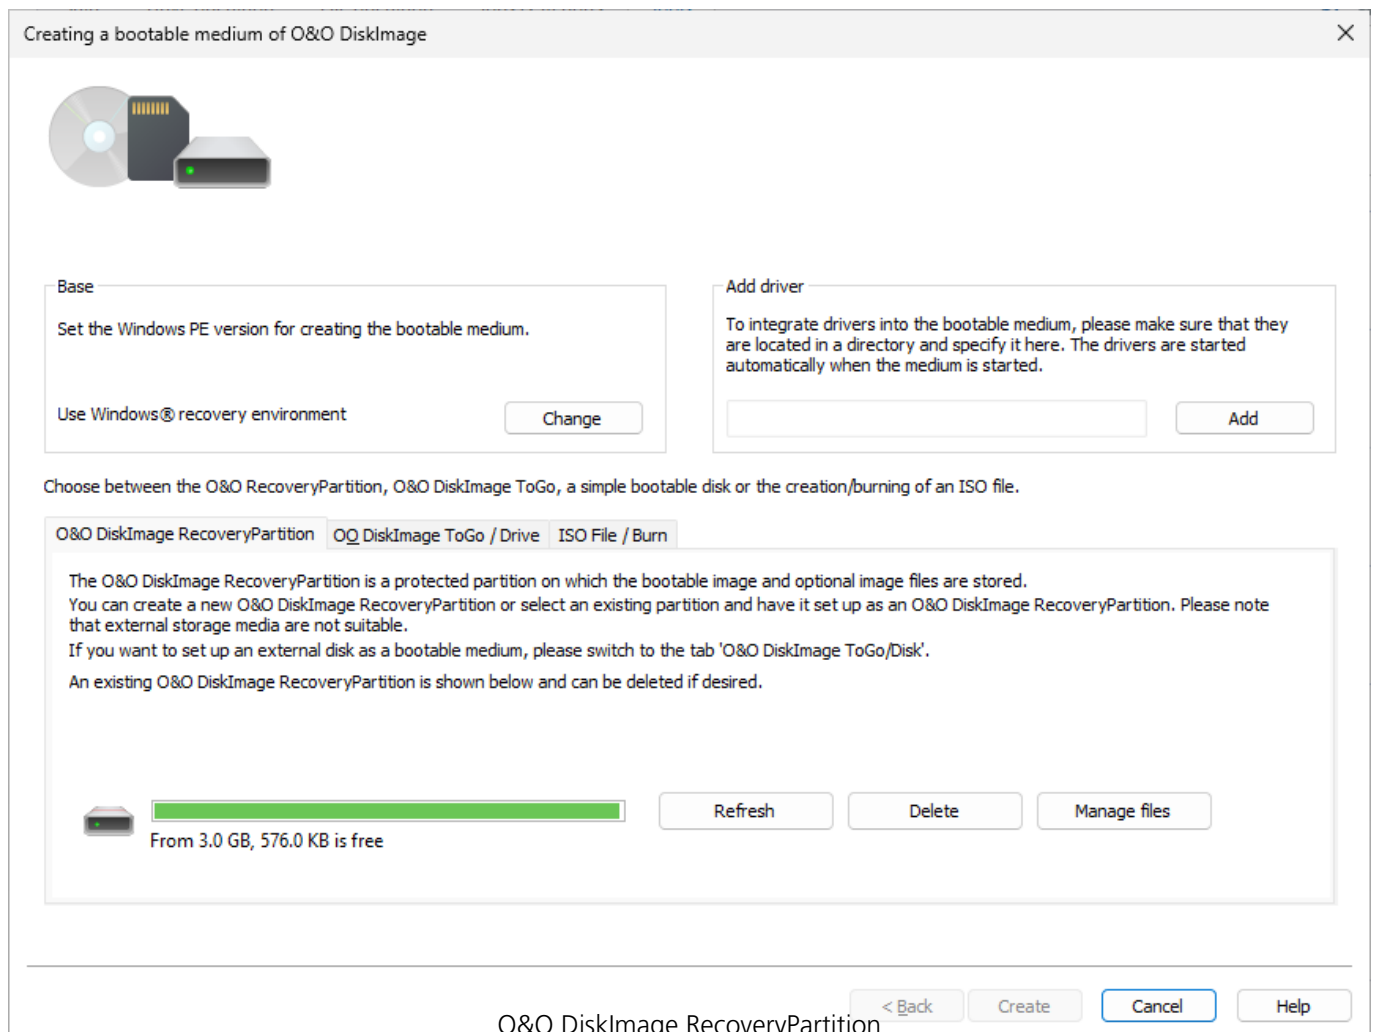 Creating a bootable medium of O&O DiskImage
Base
Set the Windows PE version for creating the bootable medium.
Use Windows® recovery environment
Change
Add driver
To integrate drivers into the bootable medium, please make sure that they
are located in a directory and specify it here. The drivers are started
automatically when the medium is started.
Add
Choose between the O&O RecoveryPartition, O&O DiskImage ToGo, a simple bootable disk or the creation/burning of an ISO file.
O&O DiskImage RecoveryPartition
OO DiskImage ToGo / Drive
ISO File / Burn
The O&O DiskImage RecoveryPartition is a protected partition on which the bootable image and optional image files are stored.
You can create a new O&O DiskImage RecoveryPartition or select an existing partition and have it set up as an O&O DiskImage RecoveryPartition. Please note
that external storage media are not suitable.
If you want to set up an external disk as a bootable medium, please switch to the tab 'O&O DiskImage ToGo/Disk'.
An existing O&O DiskImage RecoveryPartition is shown below and can be deleted if desired.
From 3.0 GB, 576.0 KB is free
Refresh
Delete
Manage files
< Back
Create
Cancel
Help
O&O DiskImage RecoveryPartition